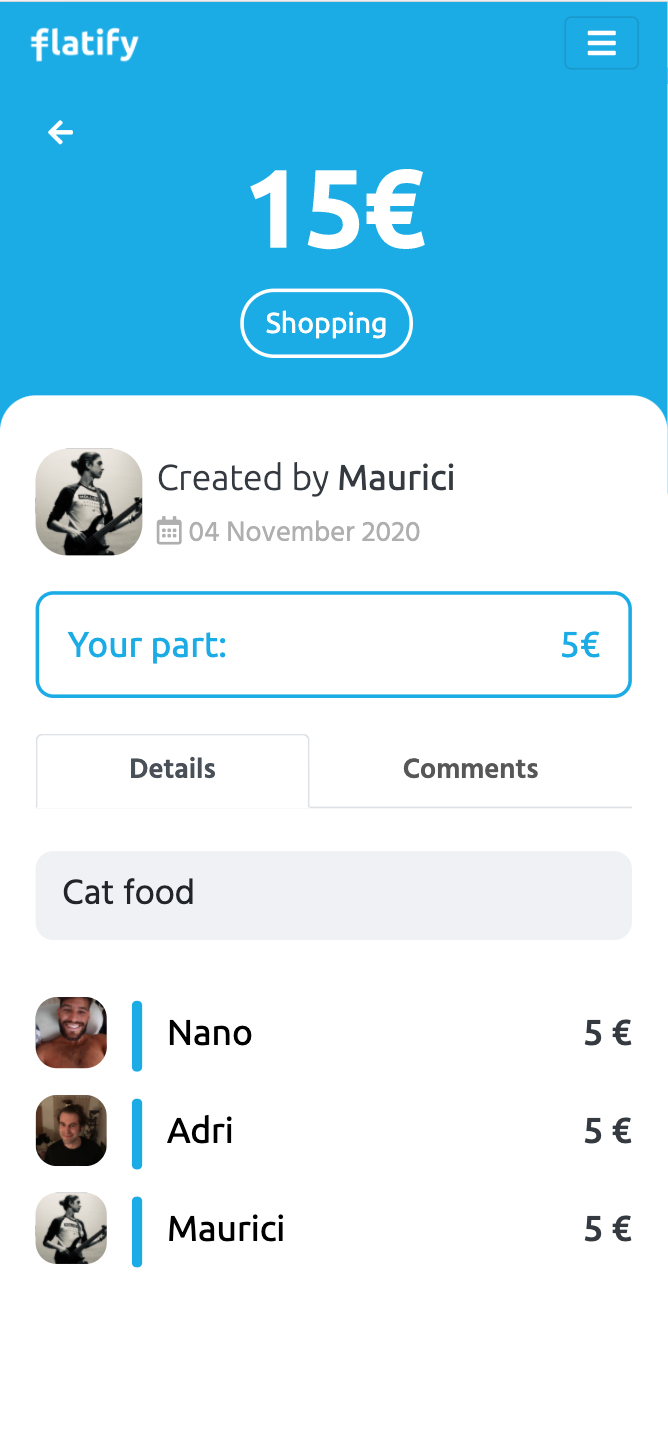 flatify
15€
Shopping
Created by Maurici
04 November 2020
Your part: 5€
Details Comments
Cat food
Nano 5 €
Adri 5 €
Maurici 5 €